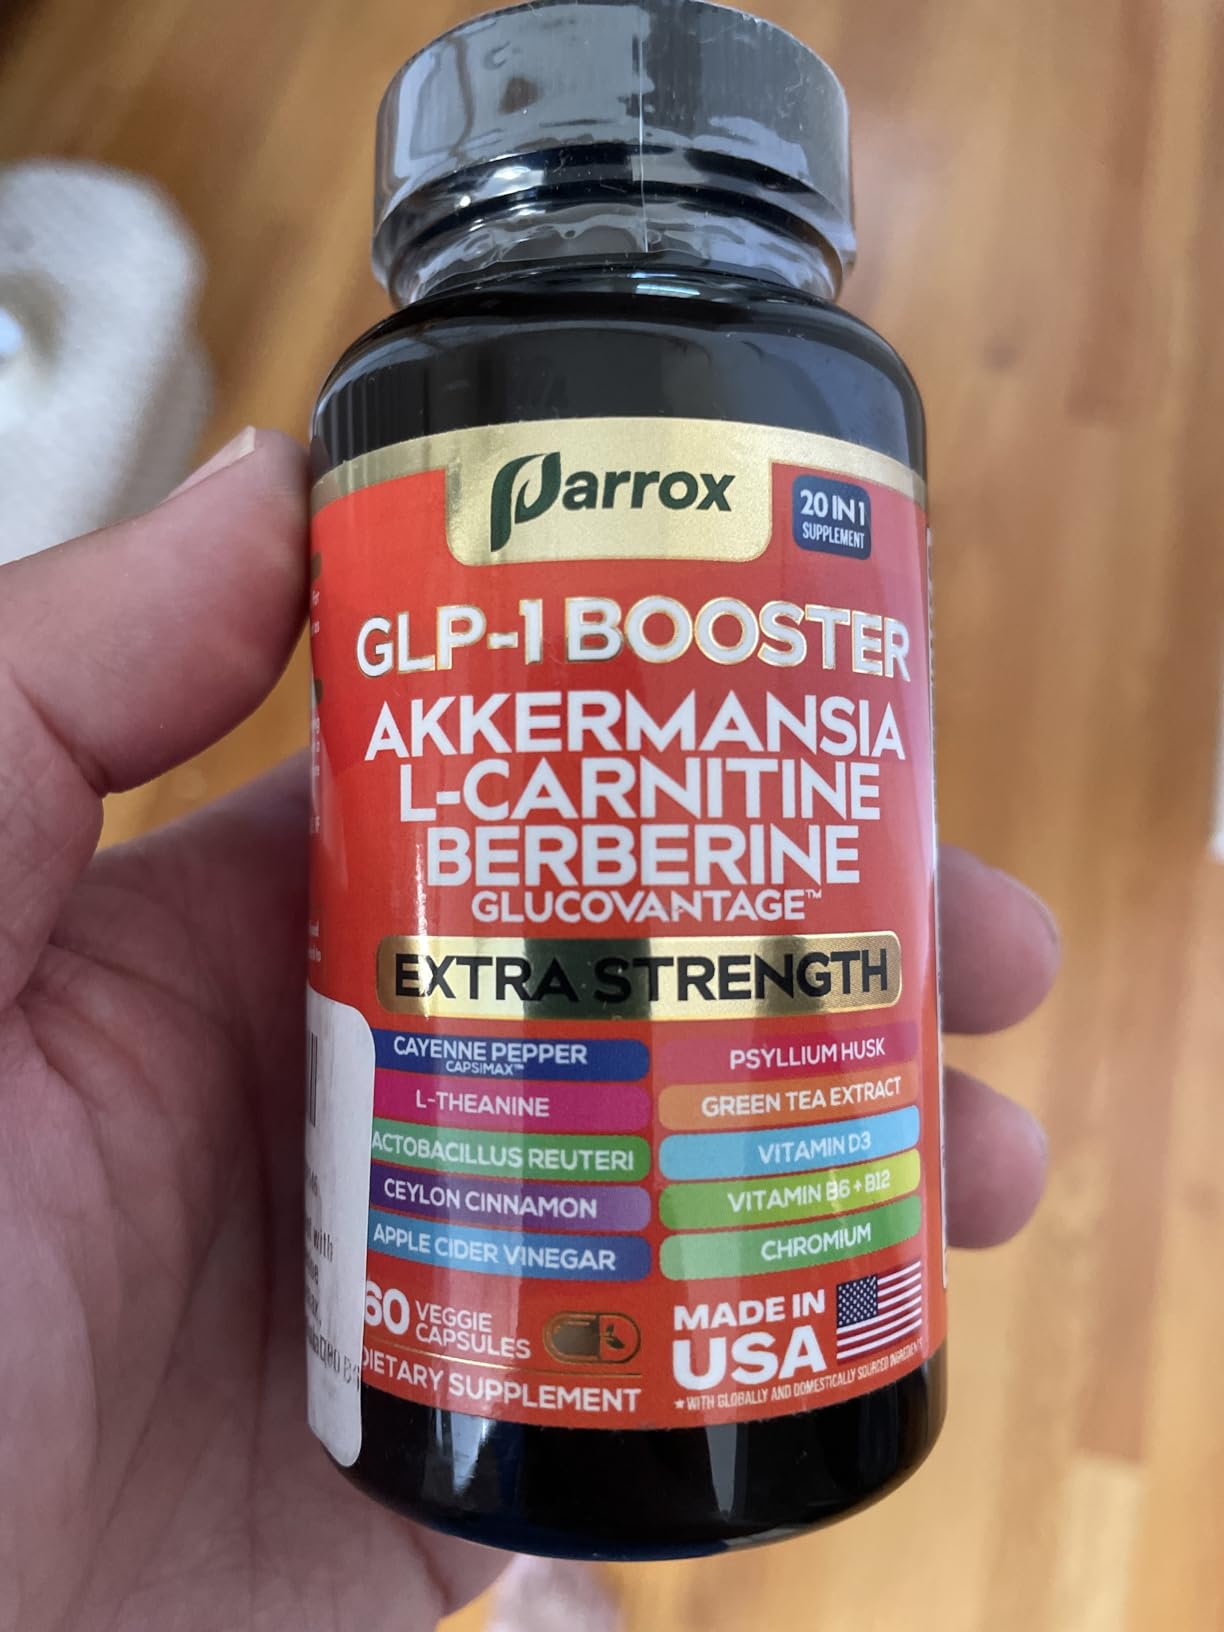 Parrox
20 IN 1
SUPPLEMENT
GLP-1 BOOSTER
AKKERMANSIA
L-CARNITINE
BERBERINE
GLUCOVANTAGE™
EXTRA STRENGTH
CAYENNE PEPPER
CAPSIMAX™
PSYLLIUM HUSK
L-THEANINE
GREEN TEA EXTRACT
ACTOBACILLUS REUTERI
VITAMIN D3
CEYLON CINNAMON
VITAMIN B6 + B12
APPLE CIDER VINEGAR
CHROMIUM
60 VEGGIE
CAPSULES
DIETARY SUPPLEMENT
MADE IN
USA
★WITH GLOBALLY AND DOMESTICALLY SOURCED INGREDIENTS
with